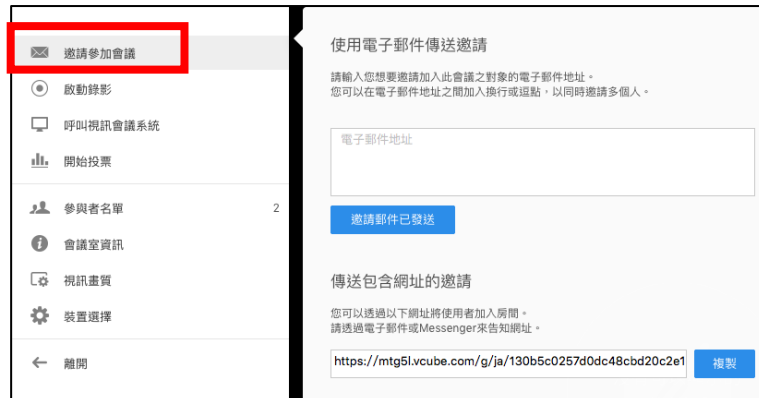 邀請參加會議
啟動錄影
呼叫視訊會議系統
開始投票
參與者名單 2
會議室資訊
視訊畫質
裝置選擇
離開
使用電子郵件傳送邀請
請輸入您想要邀請加入此會議之對象的電子郵件地址。
您可以在電子郵件地址之間加入換行或逗點，以同時邀請多個人。
電子郵件地址
邀請郵件已發送
傳送包含網址的邀請
您可以透過以下網址將使用者加入房間。
請透過電子郵件或Messenger來告知網址。
https://mtg5l.vcube.com/g/ja/130b5c0257d0dc48cbd20c2e1 複製